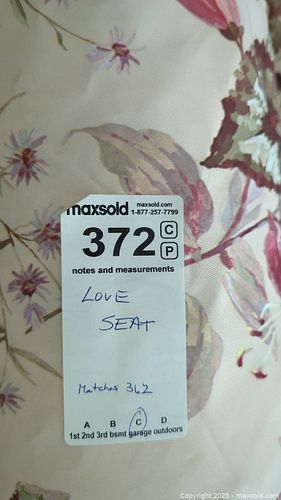 maxsold maxsold.com
1-877-257-7799
372 C
P
notes and measurements
LOVE
SEAT
Matches 362
A B C D
1st 2nd 3rd bsmt garage outdoors
Copyright 2025 - maxsold.com